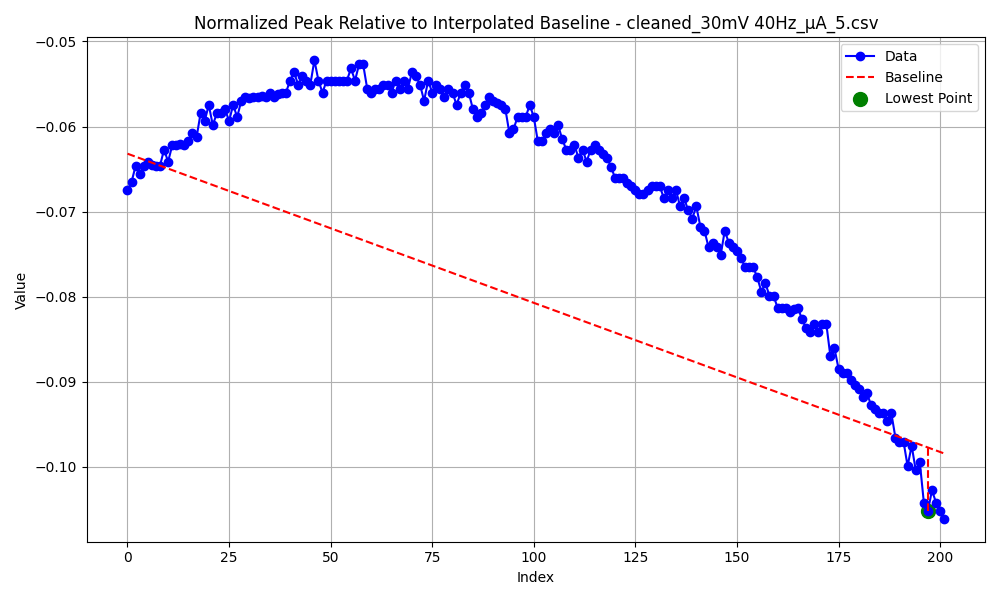 Normalized Peak Relative to Interpolated Baseline - cleaned_30mV 40Hz_μA_5.csv
Data
Baseline
Lowest Point
Value
−0.05
−0.06
−0.07
−0.08
−0.09
−0.10
0
25
50
75
100
125
150
175
200
Index